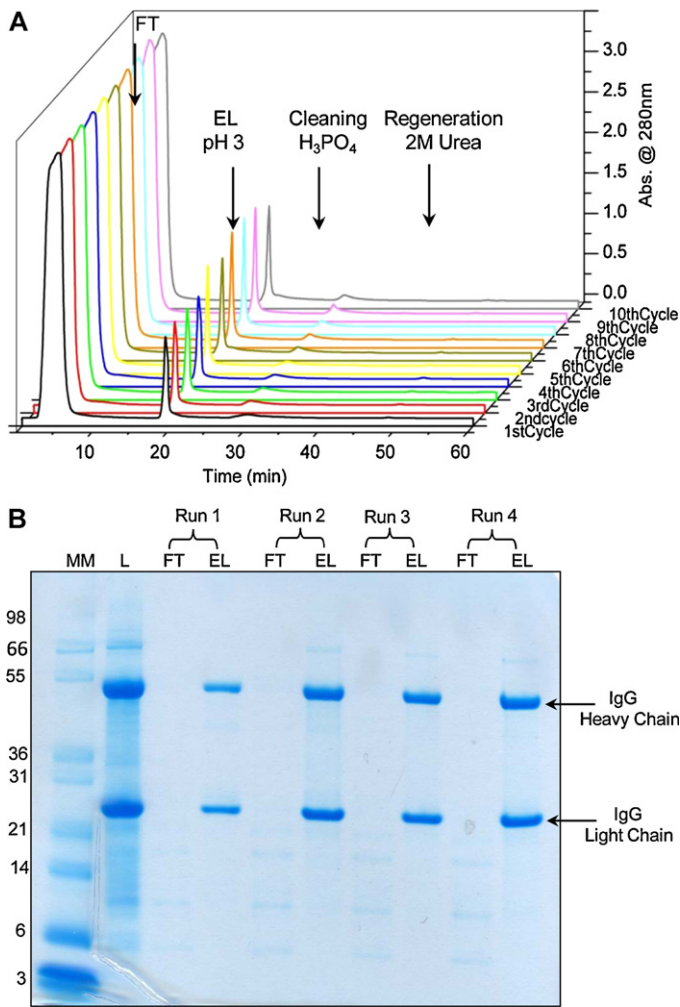 A
FT
EL
pH 3
Cleaning
H₃PO₄
Regeneration
2M Urea
3.0
2.5
2.0
1.5
1.0
0.5
0.0
Abs. @ 280nm
10thCycle
9thCycle
8thCycle
7thCycle
6thCycle
5thCycle
4thCycle
3rdCycle
2ndcycle
1stCycle
10 20 30 40 50 60
Time (min)
B
Run 1 Run 2 Run 3 Run 4
MM L FT EL FT EL FT EL FT EL
98
66
55
36
31
21
14
6
3
IgG
Heavy Chain
IgG
Light Chain